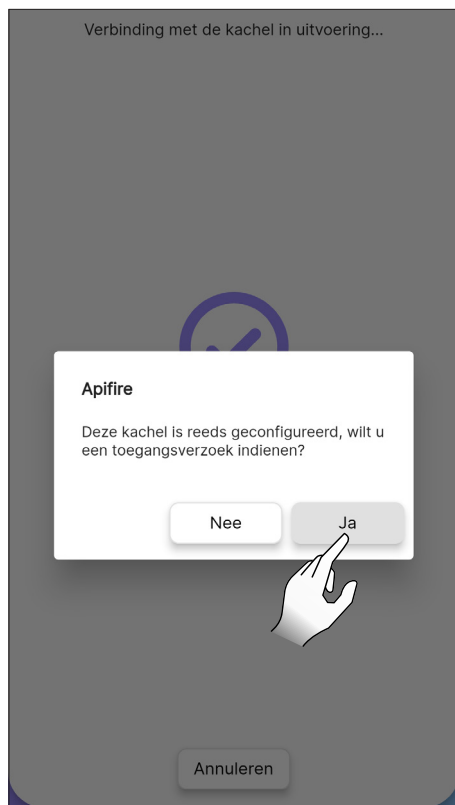 Verbinding met de kachel in uitvoering...
Apifire
Deze kachel is reeds geconfigureerd, wilt u
een toegangsverzoek indienen?
Nee
Ja
Annuleren